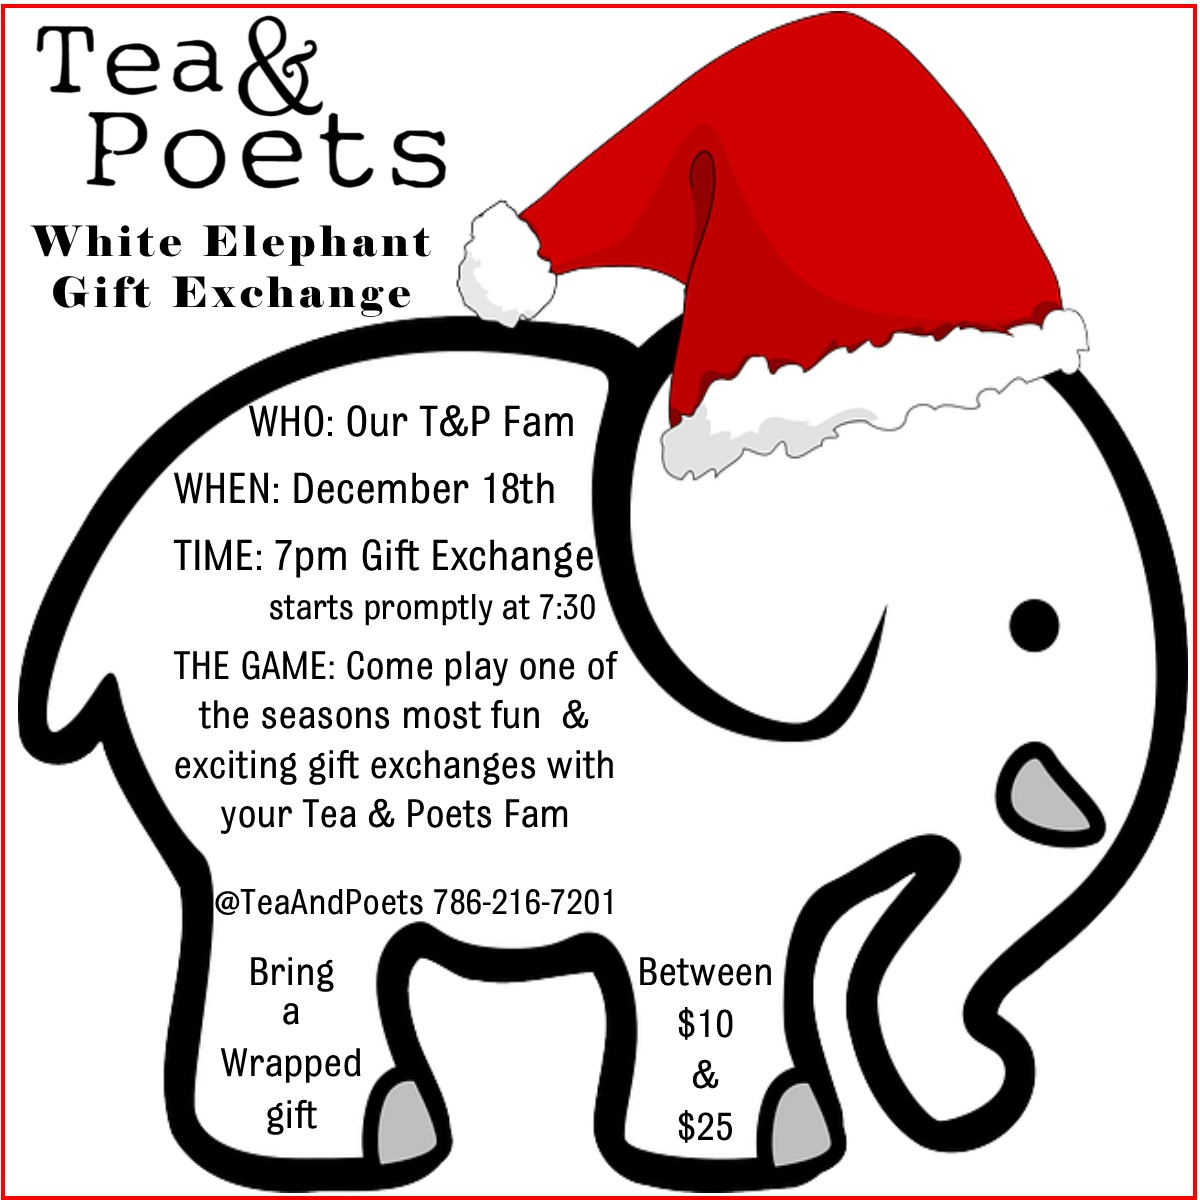 Tea&
Poets
White Elephant
Gift Exchange
WHO: Our T&P Fam
WHEN: December 18th
TIME: 7pm Gift Exchange
starts promptly at 7:30
THE GAME: Come play one of
the seasons most fun &
exciting gift exchanges with
your Tea & Poets Fam
@TeaAndPoets 786-216-7201
Bring
a
Wrapped
gift
Between
$10
&
$25